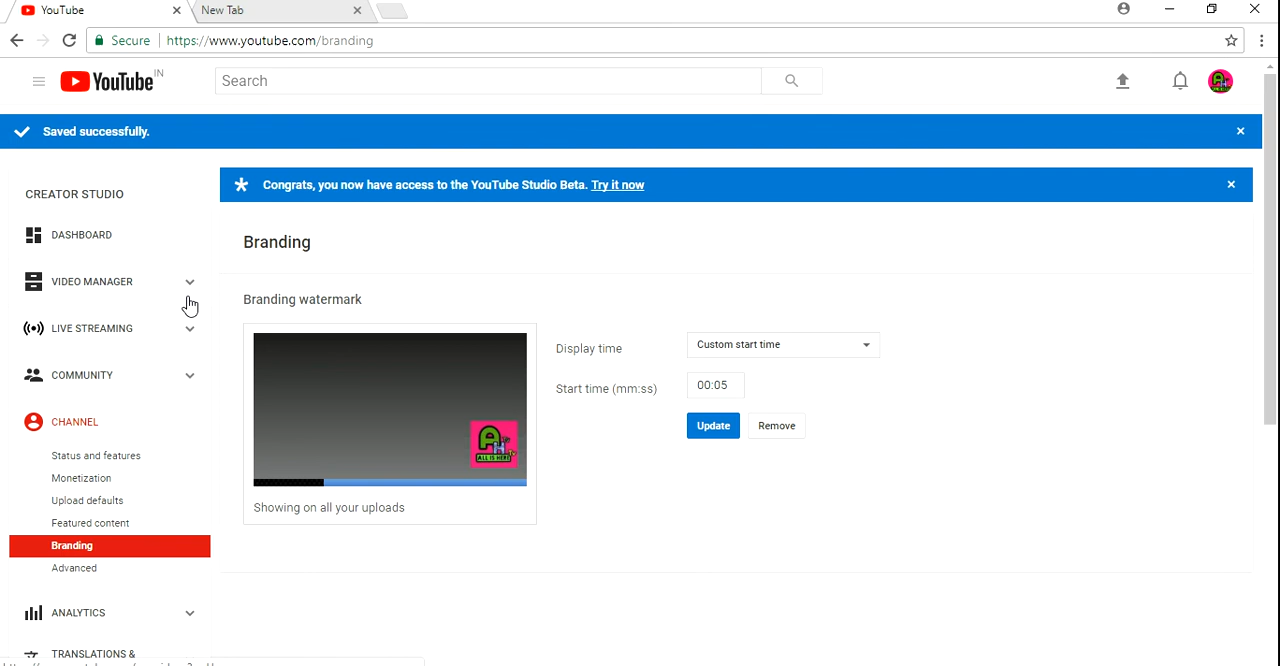 YouTube
New Tab
Secure
https://www.youtube.com/branding
YouTube IN
Search
Saved successfully.
Congrats, you now have access to the YouTube Studio Beta. Try it now
CREATOR STUDIO
DASHBOARD
VIDEO MANAGER
LIVE STREAMING
COMMUNITY
CHANNEL
Status and features
Monetization
Upload defaults
Featured content
Branding
Advanced
ANALYTICS
TRANSLATIONS &
Branding
Branding watermark
ALL IS HERE
Showing on all your uploads
Display time
Custom start time
Start time (mm:ss)
00:05
Update
Remove